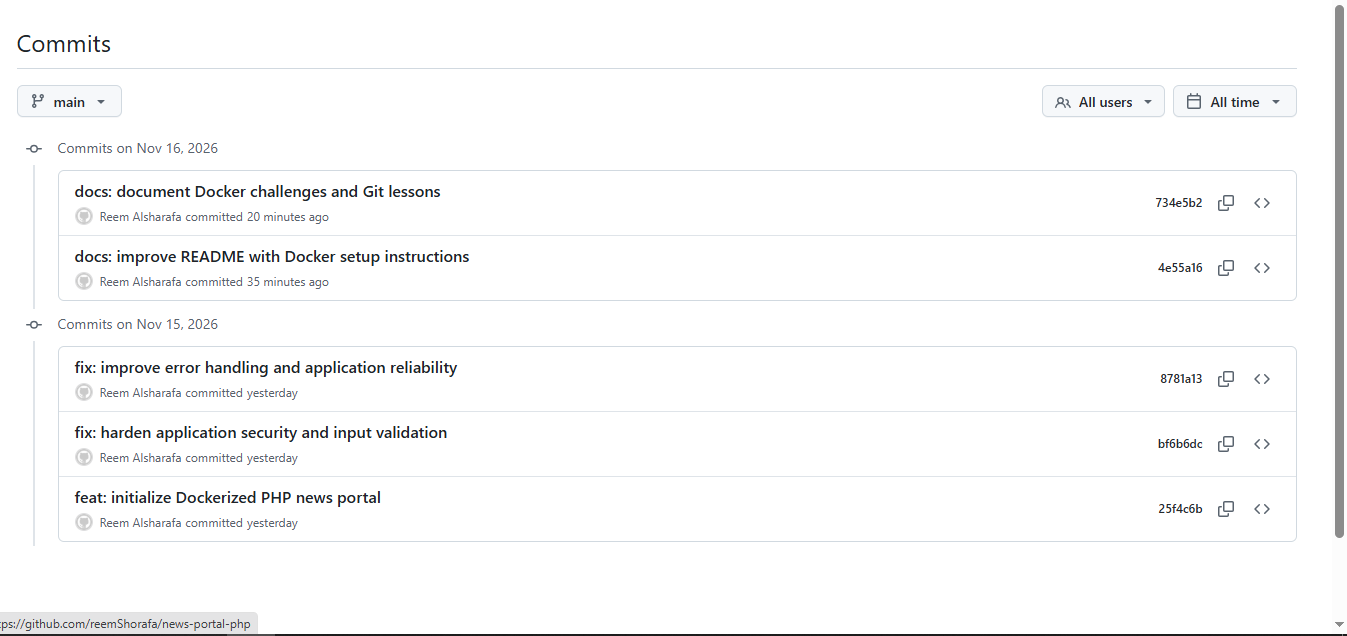 Commits
main
All users
All time
Commits on Nov 16, 2026
docs: document Docker challenges and Git lessons
Reem Alsharafa committed 20 minutes ago
734e5b2
docs: improve README with Docker setup instructions
Reem Alsharafa committed 35 minutes ago
4e55a16
Commits on Nov 15, 2026
fix: improve error handling and application reliability
Reem Alsharafa committed yesterday
8781a13
fix: harden application security and input validation
Reem Alsharafa committed yesterday
bf6b6dc
feat: initialize Dockerized PHP news portal
Reem Alsharafa committed yesterday
25f4c6b
tps://github.com/reemShorafa/news-portal-php